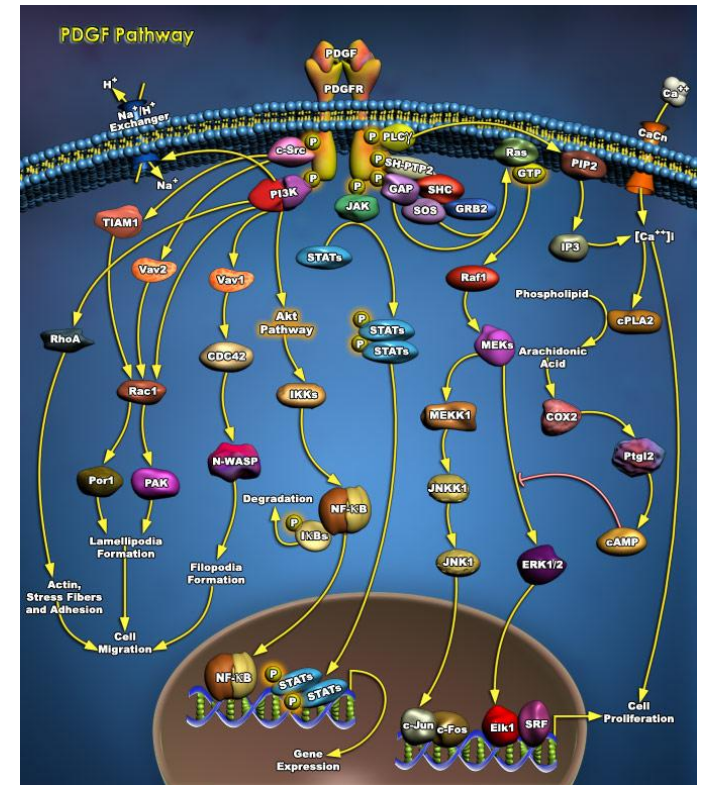 PDGF Pathway
PDGF
PDGFR
H+
Na+/H+
Exchanger
Na+
Ca++
CaCn
c-Src
P
P
P
PLCγ
Ras
GTP
PIP2
SH-PTP2
P
P
GAP
SHC
SOS
GRB2
PI3K
JAK
TIAM1
STATs
IP3
[Ca++]i
Vav2
Vav1
Raf1
Phospholipid
cPLA2
RhoA
Akt
Pathway
P
STATs
P
STATs
MEKs
Arachidonic
Acid
CDC42
Rac1
IKKs
MEKK1
COX2
Por1
PAK
N-WASP
JNKK1
PtgI2
Degradation
NF-κB
P
IκBs
cAMP
Lamellipodia
Formation
JNK1
ERK1/2
Filopodia
Formation
Actin,
Stress Fibers
and Adhesion
Cell
Migration
NF-κB
P
STATs
P
STATs
c-Jun
c-Fos
Elk1
SRF
Cell
Proliferation
Gene
Expression